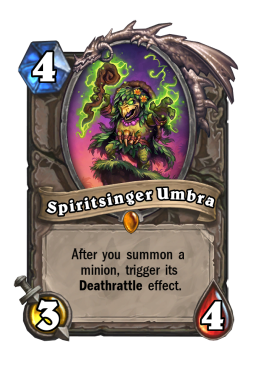 4
Spiritsinger Umbra
After you summon a
minion, trigger its
Deathrattle effect.
3
4